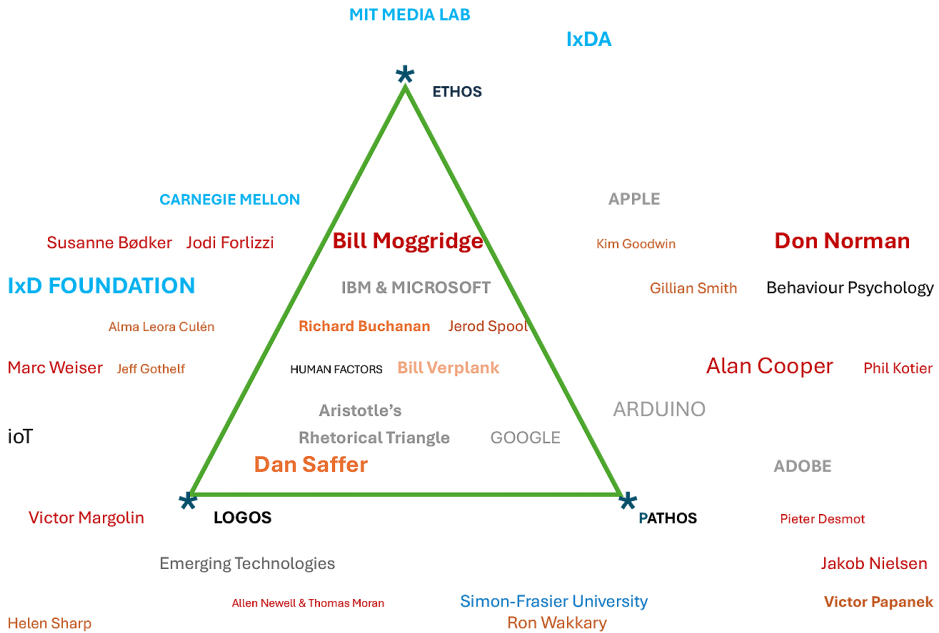 MIT MEDIA LAB
IxDA
*
ETHOS
CARNEGIE MELLON
APPLE
Susanne Bødker
Jodi Forlizzi
Bill Moggridge
Kim Goodwin
Don Norman
IxD FOUNDATION
IBM & MICROSOFT
Gillian Smith
Behaviour Psychology
Alma Leora Culén
Richard Buchanan
Jerod Spool
Marc Weiser
Jeff Gothelf
HUMAN FACTORS
Bill Verplank
Alan Cooper
Phil Kotier
Aristotle’s
Rhetorical Triangle
ARDUINO
ioT
GOOGLE
Dan Saffer
ADOBE
*
*
Victor Margolin
LOGOS
PATHOS
Pieter Desmot
Emerging Technologies
Jakob Nielsen
Allen Newell & Thomas Moran
Simon-Frasier University
Victor Papanek
Helen Sharp
Ron Wakkary